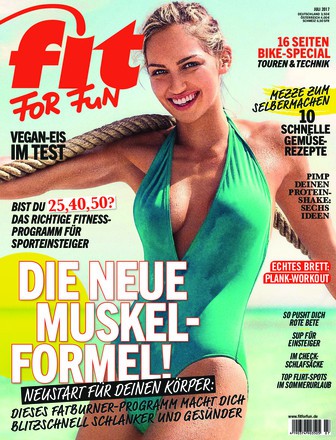 JULI 2017
DEUTSCHLAND
fit
FOR FUN
16 SEITEN
BIKE-SPECIAL
TOUREN & TECHNIK
MEZZE ZUM
SELBERMACHEN
10
SCHNELLE
GEMÜSE-
REZEPTE
VEGAN-EIS
IM TEST
PIMP
DEINEN
PROTEIN-
SHAKE:
SECHS
IDEEN
BIST DU 25,40,50?
DAS RICHTIGE FITNESS-
PROGRAMM FÜR
SPORTEINSTEIGER
ECHTES BRETT:
PLANK-WORKOUT
DIE NEUE
MUSKEL-
FORMEL!
NEUSTART FÜR DEINEN KÖRPER:
DIESES FATBURNER-PROGRAMM MACHT DICH
BLITZSCHNELL SCHLANKER UND GESÜNDER
SO PUSHT DICH
ROTE BETE
SUP FÜR
EINSTEIGER
IM CHECK:
SCHLAFSÄCKE
TOP FLIRT-SPOTS
IM SOMMERURLAUB
www.fitforfun.de